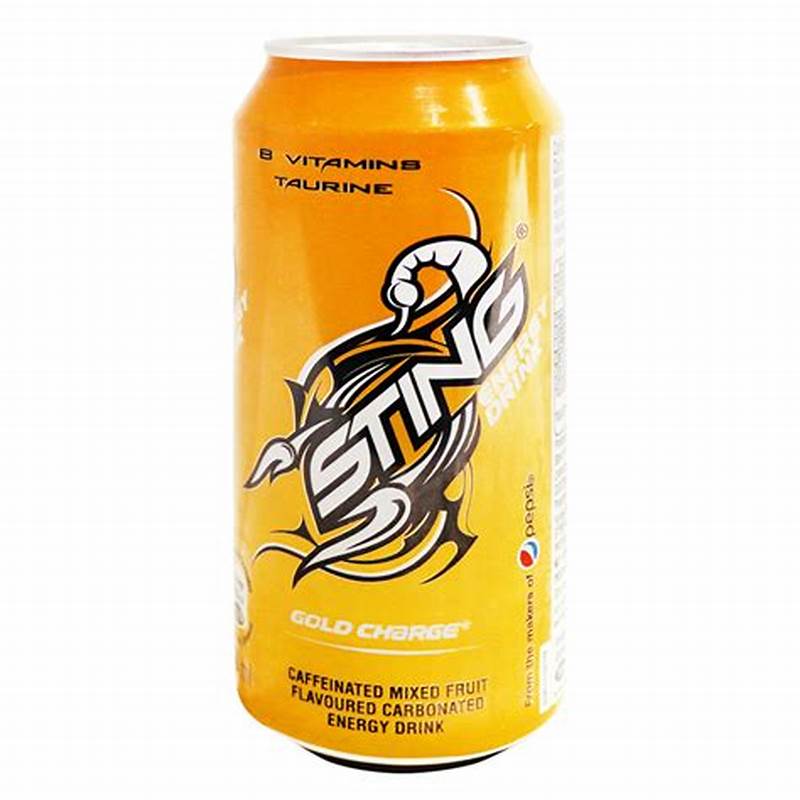 B VITAMINS
TAURINE
STING®
ENERGY
DRINK
GOLD CHARGE®
CAFFEINATED MIXED FRUIT
FLAVOURED CARBONATED
ENERGY DRINK
From the makers of pepsi®